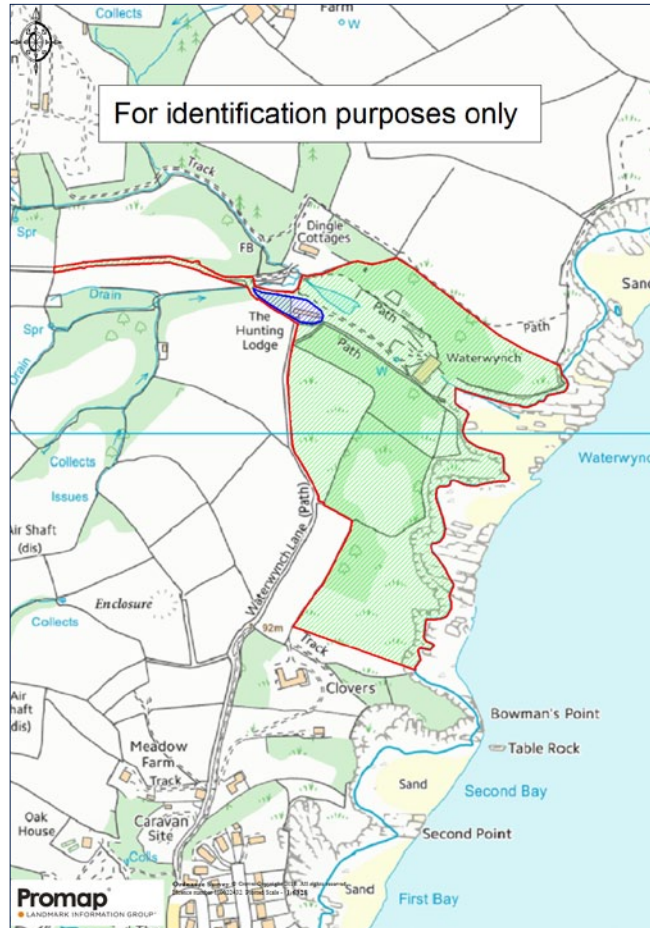 Collects
Farm
W
For identification purposes only
Track
Spr
FB
Dingle
Cottages
Sand
Drain
The
Hunting
Lodge
Path
Path
Path
Spr
Drain
W
Waterwynch
Collects
Issues
Waterwync
Air Shaft
(dis)
Waterwynch Lane (Path)
Enclosure
Collects
92m
Track
Clovers
Air
haft
(dis)
Bowman's Point
Table Rock
Meadow
Farm
Track
Sand
Second Bay
Oak
House
Caravan
Site
Second Point
Colls
Promap
LANDMARK INFORMATION GROUP
Sand
First Bay